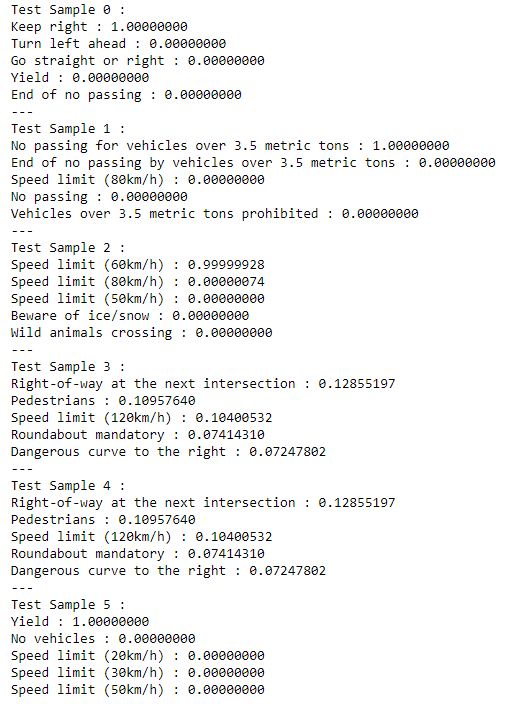 Test Sample 0 :
Keep right : 1.00000000
Turn left ahead : 0.00000000
Go straight or right : 0.00000000
Yield : 0.00000000
End of no passing : 0.00000000
---
Test Sample 1 :
No passing for vehicles over 3.5 metric tons : 1.00000000
End of no passing by vehicles over 3.5 metric tons : 0.00000000
Speed limit (80km/h) : 0.00000000
No passing : 0.00000000
Vehicles over 3.5 metric tons prohibited : 0.00000000
---
Test Sample 2 :
Speed limit (60km/h) : 0.99999928
Speed limit (80km/h) : 0.00000074
Speed limit (50km/h) : 0.00000000
Beware of ice/snow : 0.00000000
Wild animals crossing : 0.00000000
---
Test Sample 3 :
Right-of-way at the next intersection : 0.12855197
Pedestrians : 0.10957640
Speed limit (120km/h) : 0.10400532
Roundabout mandatory : 0.07414310
Dangerous curve to the right : 0.07247802
---
Test Sample 4 :
Right-of-way at the next intersection : 0.12855197
Pedestrians : 0.10957640
Speed limit (120km/h) : 0.10400532
Roundabout mandatory : 0.07414310
Dangerous curve to the right : 0.07247802
---
Test Sample 5 :
Yield : 1.00000000
No vehicles : 0.00000000
Speed limit (20km/h) : 0.00000000
Speed limit (30km/h) : 0.00000000
Speed limit (50km/h) : 0.00000000